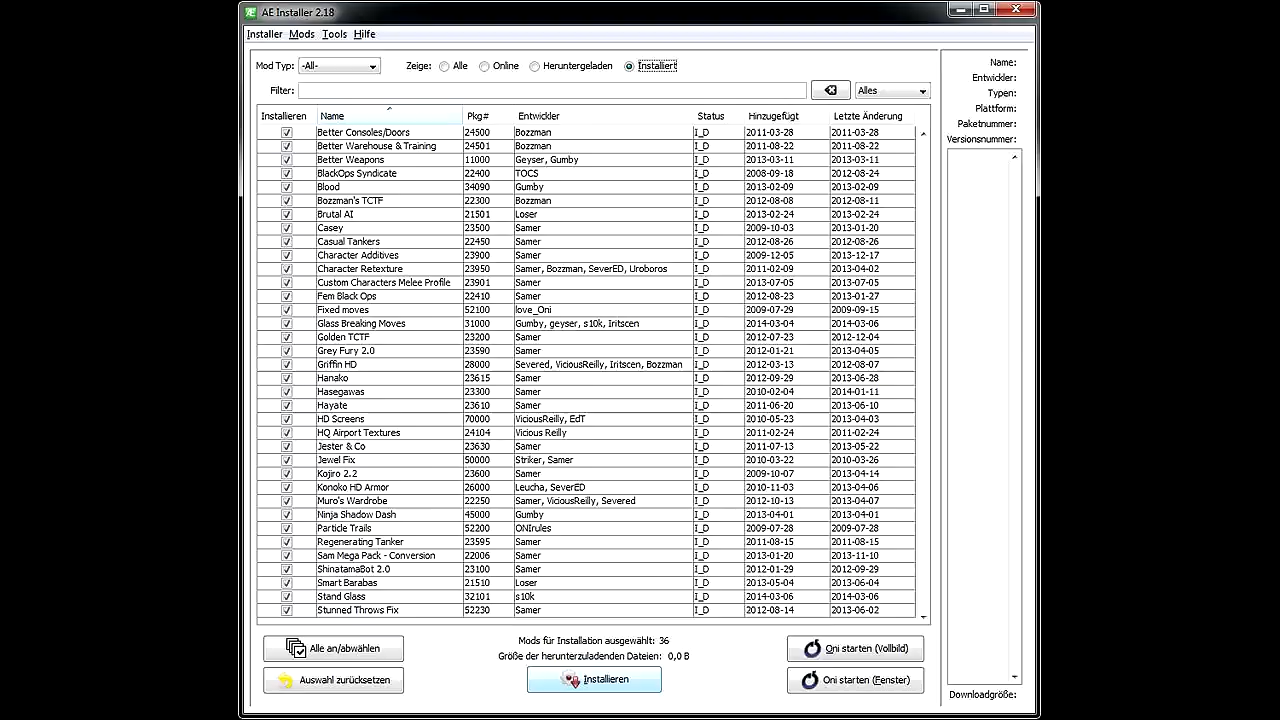 AE Installer 2.18
Installer Mods Tools Hilfe
Mod Typ: -All- Zeige: Alle Online Heruntergeladen Installiert
Filter: Alles
Installieren Name Pkg# Entwickler Status Hinzugefügt Letzte Änderung
Better Consoles/Doors 24500 Bozzman I_D 2011-03-28 2011-03-28
Better Warehouse & Training 24501 Bozzman I_D 2011-08-22 2011-08-22
Better Weapons 11000 Geyser, Gumby I_D 2013-03-11 2013-03-11
BlackOps Syndicate 22400 TOCS I_D 2008-09-18 2012-08-24
Blood 34090 Gumby I_D 2013-02-09 2013-02-09
Bozzman's TCTF 22300 Bozzman I_D 2012-08-08 2012-08-11
Brutal AI 21501 Loser I_D 2013-02-24 2013-02-24
Casey 23500 Samer I_D 2009-10-03 2013-01-20
Casual Tankers 22450 Samer I_D 2012-08-26 2012-08-26
Character Additives 23900 Samer I_D 2009-12-05 2013-12-17
Character Retexture 23950 Samer, Bozzman, SeverED, Uroboros I_D 2011-02-09 2013-04-02
Custom Characters Melee Profile 23901 Samer I_D 2013-07-05 2013-07-05
Fem Black Ops 22410 Samer I_D 2012-08-23 2013-01-27
Fixed moves 52100 love_Oni I_D 2009-07-29 2009-09-15
Glass Breaking Moves 31000 Gumby, geyser, s10k, Iritscen I_D 2014-03-04 2014-03-06
Golden TCTF 23200 Samer I_D 2012-07-23 2012-12-04
Grey Fury 2.0 23590 Samer I_D 2012-01-21 2013-04-05
Griffin HD 28000 Severed, ViciousReilly, Iritscen, Bozzman I_D 2012-03-13 2012-08-07
Hanako 23615 Samer I_D 2012-09-29 2013-06-28
Hasegawas 23300 Samer I_D 2010-02-04 2014-01-11
Hayate 23610 Samer I_D 2011-06-20 2013-06-10
HD Screens 70000 ViciousReilly, EdT I_D 2010-05-23 2013-04-03
HQ Airport Textures 24104 Vicious Reilly I_D 2011-02-24 2011-02-24
Jester & Co 23630 Samer I_D 2011-07-13 2013-05-22
Jewel Fix 50000 Striker, Samer I_D 2010-03-22 2010-03-26
Kojiro 2.2 23600 Samer I_D 2009-10-07 2013-04-14
Konoko HD Armor 26000 Leucha, SeverED I_D 2010-11-03 2013-04-06
Muro's Wardrobe 22250 Samer, ViciousReilly, Severed I_D 2012-10-13 2013-04-07
Ninja Shadow Dash 45000 Gumby I_D 2013-04-01 2013-04-01
Particle Trails 52200 ONIrules I_D 2009-07-28 2009-07-28
Regenerating Tanker 23595 Samer I_D 2011-08-15 2011-08-15
Sam Mega Pack - Conversion 22006 Samer I_D 2013-01-20 2013-11-10
ShinatamaBot 2.0 23100 Samer I_D 2012-01-29 2012-09-29
Smart Barabas 21510 Loser I_D 2013-05-04 2013-06-04
Stand Glass 32101 s10k I_D 2014-03-06 2014-03-06
Stunned Throws Fix 52230 Samer I_D 2012-08-14 2013-06-02
Alle an/abwählen Mods für Installation ausgewählt: 36 Oni starten (Vollbild)
Größe der herunterzuladenden Dateien: 0,0 B
Auswahl zurücksetzen Installieren Oni starten (Fenster)
Name:
Entwickler:
Typen:
Plattform:
Paketnummer:
Versionsnummer:
Downloadgröße: